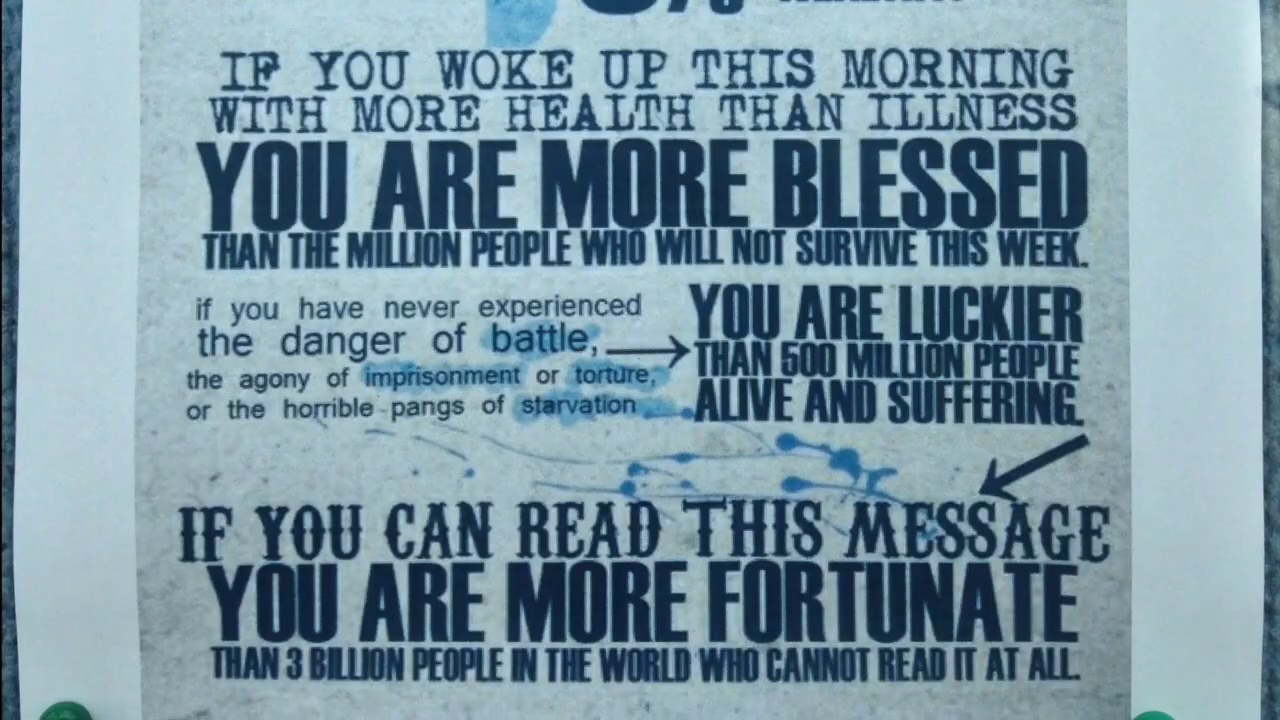 IF YOU WOKE UP THIS MORNING
WITH MORE HEALTH THAN ILLNESS
YOU ARE MORE BLESSED
THAN THE MILLION PEOPLE WHO WILL NOT SURVIVE THIS WEEK.
if you have never experienced
the danger of battle,
the agony of imprisonment or torture,
or the horrible pangs of starvation
YOU ARE LUCKIER
THAN 500 MILLION PEOPLE
ALIVE AND SUFFERING.
IF YOU CAN READ THIS MESSAGE
YOU ARE MORE FORTUNATE
THAN 3 BILLION PEOPLE IN THE WORLD WHO CANNOT READ IT AT ALL.